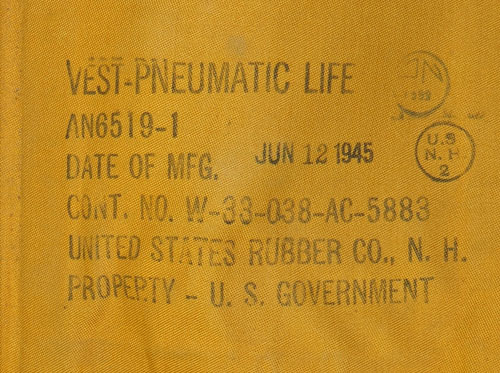 VEST-PNEUMATIC LIFE
AN6519-1
DATE OF MFG. JUN 12 1945
CONT. NO. W-33-038-AC-5883
UNITED STATES RUBBER CO., N. H.
PROPERTY - U. S. GOVERNMENT
U.S
N. H.
2